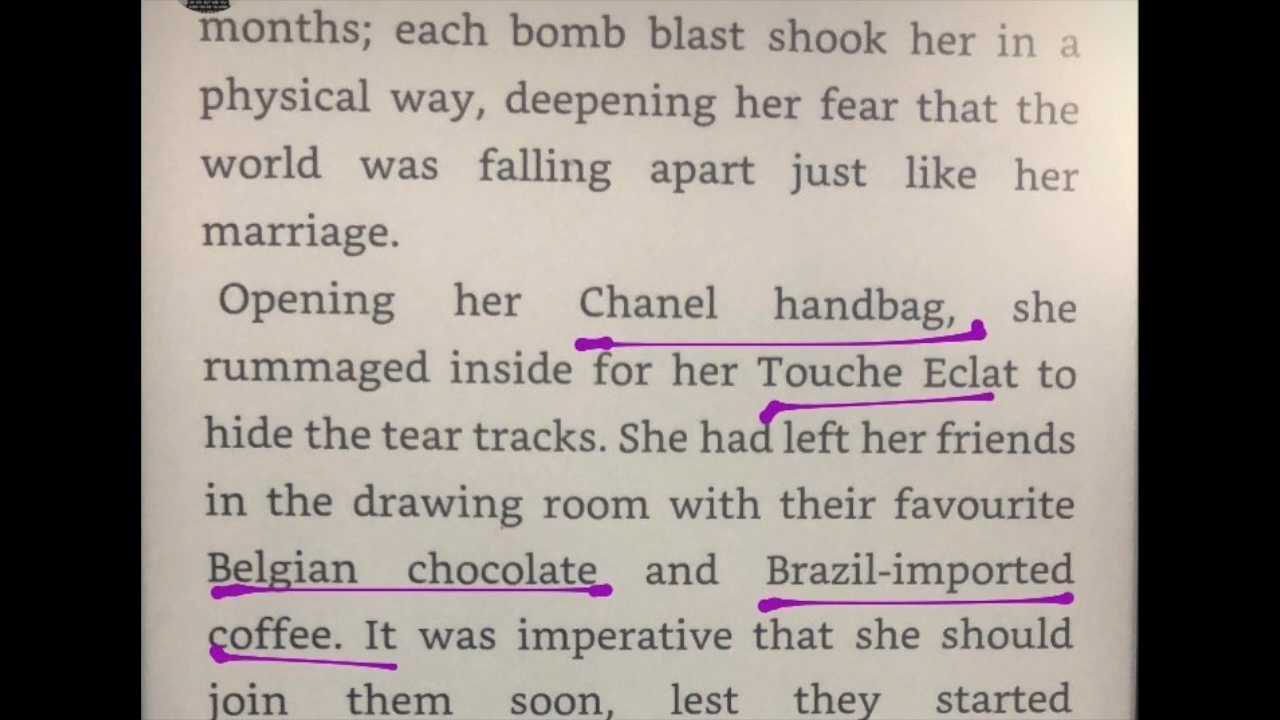 months; each bomb blast shook her in a
physical way, deepening her fear that the
world was falling apart just like her
marriage.
Opening her Chanel handbag, she
rummaged inside for her Touche Eclat to
hide the tear tracks. She had left her friends
in the drawing room with their favourite
Belgian chocolate and Brazil-imported
coffee. It was imperative that she should
join them soon, lest they started